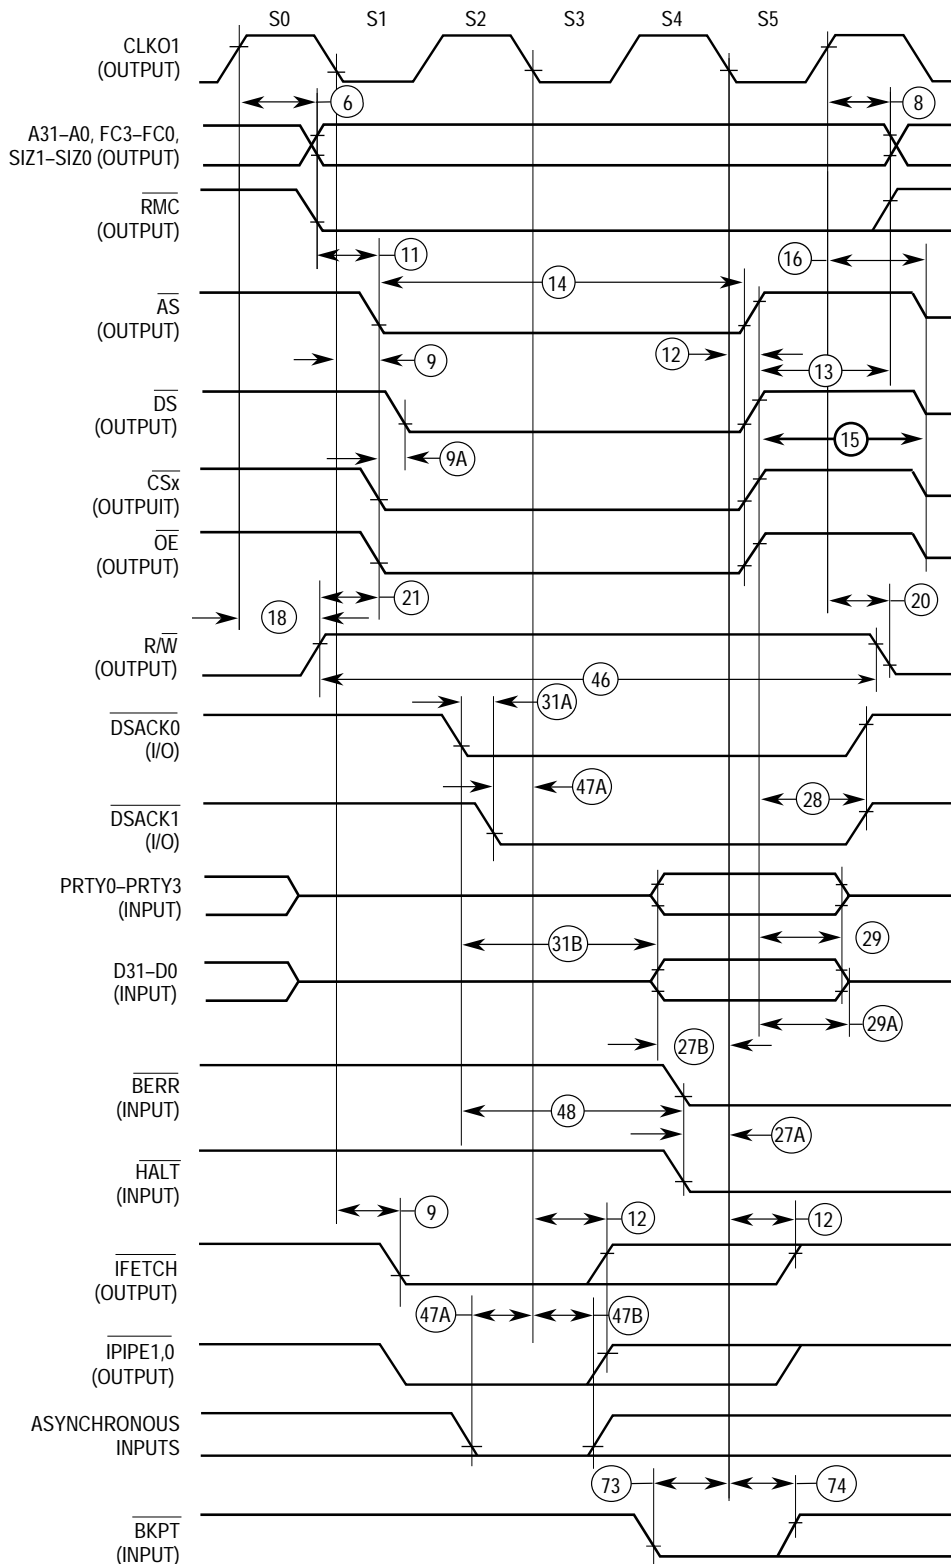 S0 S1 S2 S3 S4 S5
CLKO1
(OUTPUT)
6 8
A31–A0, FC3–FC0,
SIZ1–SIZ0 (OUTPUT)
RMC
(OUTPUT)
11 16
14
AS
(OUTPUT)
9 12 13
DS
(OUTPUT)
9A 15
CSx
(OUTPUIT)
OE
(OUTPUT)
18 21 20
R/W
(OUTPUT)
46
31A
DSACK0
(I/O)
47A 28
DSACK1
(I/O)
PRTY0–PRTY3
(INPUT)
31B 29
D31–D0
(INPUT)
29A
27B
BERR
(INPUT)
48
27A
HALT
(INPUT)
9 12 12
IFETCH
(OUTPUT)
47A 47B
IPIPE1,0
(OUTPUT)
ASYNCHRONOUS
INPUTS
73 74
BKPT
(INPUT)